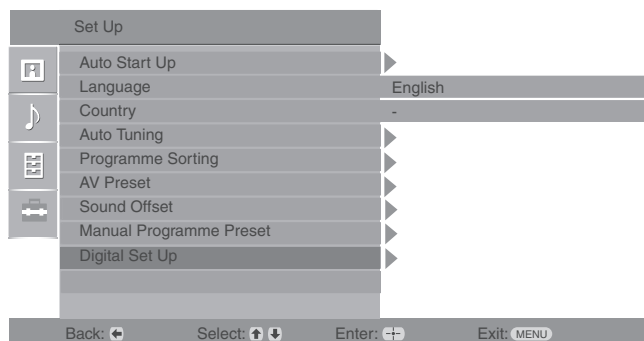 Set Up
Auto Start Up
Language English
Country -
Auto Tuning
Programme Sorting
AV Preset
Sound Offset
Manual Programme Preset
Digital Set Up
Back: Select: Enter: Exit: MENU